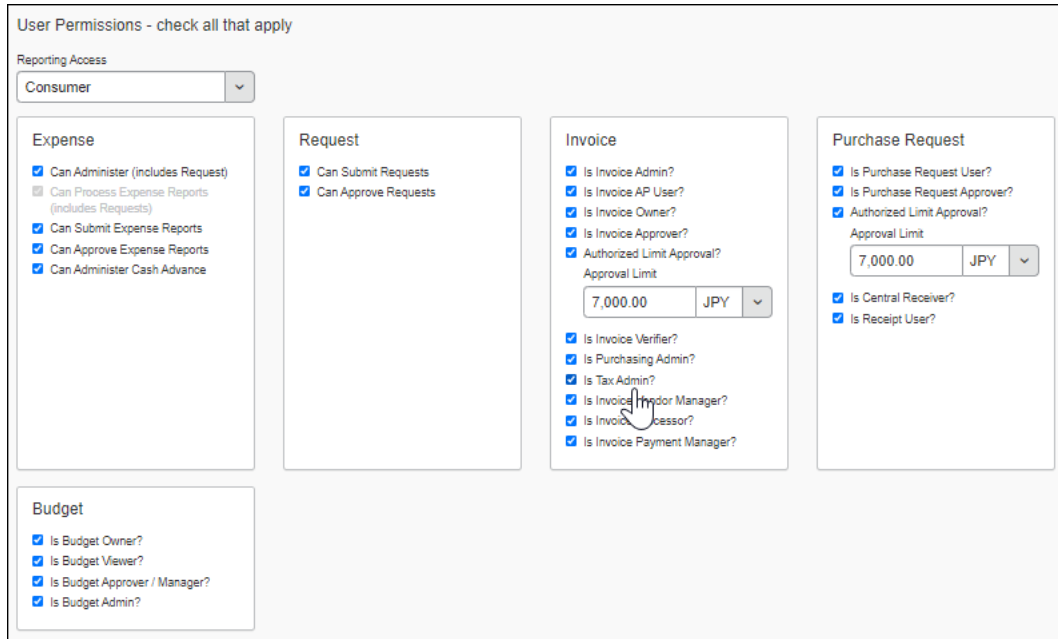 User Permissions - check all that apply
Reporting Access
Consumer
Expense
Can Administer (includes Request)
Can Process Expense Reports
(includes Requests)
Can Submit Expense Reports
Can Approve Expense Reports
Can Administer Cash Advance
Request
Can Submit Requests
Can Approve Requests
Invoice
Is Invoice Admin?
Is Invoice AP User?
Is Invoice Owner?
Is Invoice Approver?
Authorized Limit Approval?
Approval Limit
7,000.00 JPY
Is Invoice Verifier?
Is Purchasing Admin?
Is Tax Admin?
Is Invoice Manager?
Is
Is Invoice Payment Manager?
Purchase Request
Is Purchase Request User?
Is Purchase Request Approver?
Authorized Limit Approval?
Approval Limit
7,000.00 JPY
Is Central Receiver?
Is Receipt User?
Budget
Is Budget Owner?
Is Budget Viewer?
Is Budget Approver / Manager?
Is Budget Admin?